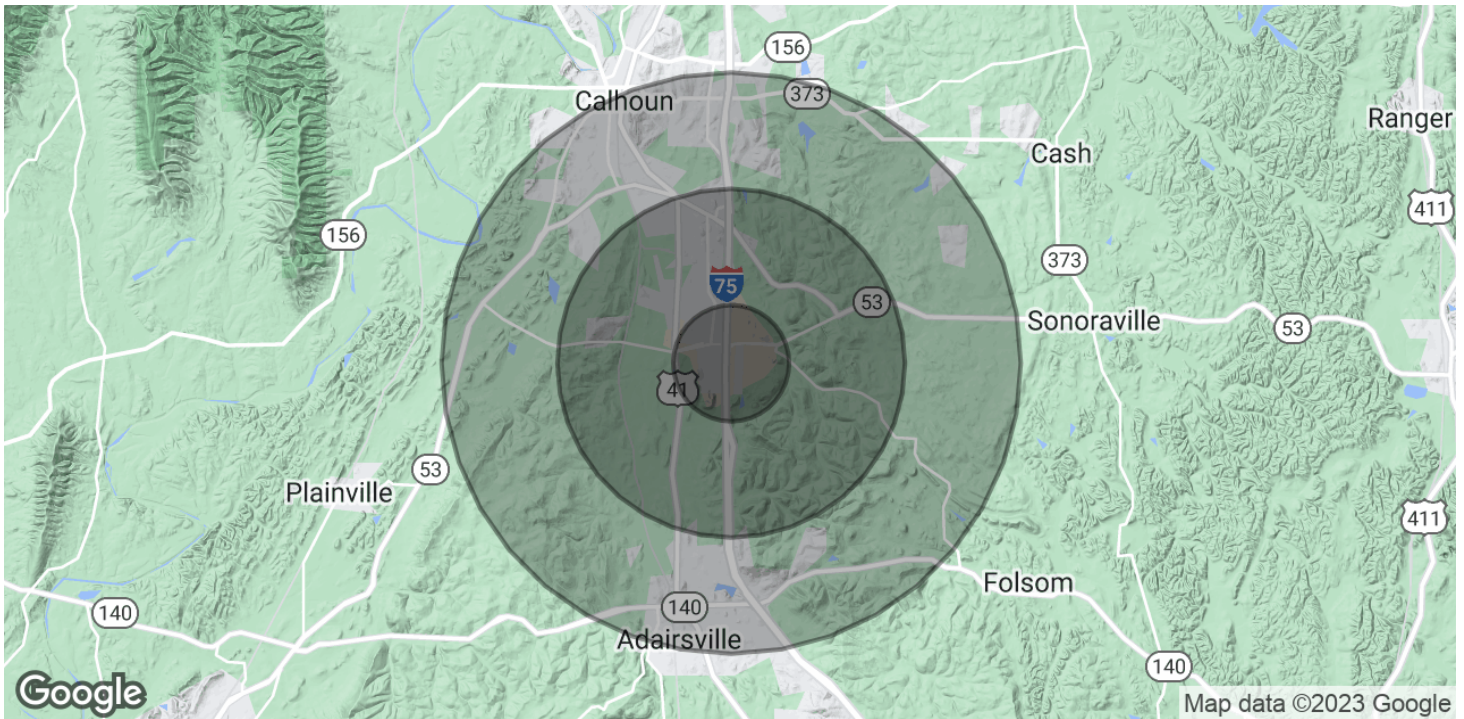 156
Calhoun
373
Ranger
Cash
411
156
373
75
53
Sonoraville
53
41
53
Plainville
411
Folsom
140
140
Adairsville
140
Google
Map data ©2023 Google